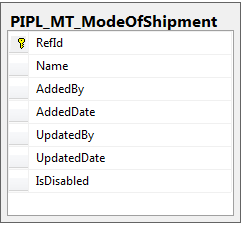 PIPL_MT_ModeOfShipment
RefId
Name
AddedBy
AddedDate
UpdatedBy
UpdatedDate
IsDisabled